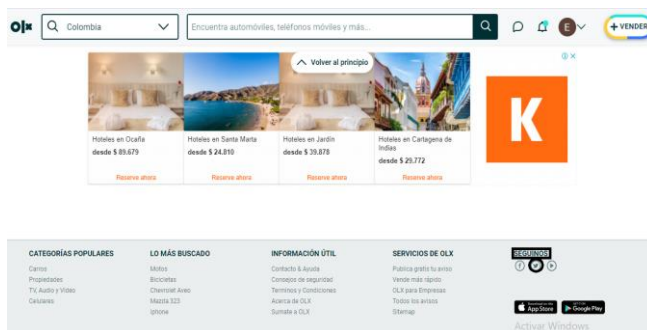 olx
Colombia
Encuentra automóviles, teléfonos móviles y mas...
E
+ VENDER
Volver al principio
Hoteles en Ocaña
desde $ 89.679
Reserve ahora
Hoteles en Santa Marta
desde $ 24.810
Reserve ahora
Hoteles en Jardín
desde $ 39.878
Reserve ahora
Hoteles en Cartagena de
Indias
desde $ 29.772
Reserve ahora
K
CATEGORÍAS POPULARES
Carros
Propiedades
TV, Audio y Video
Celulares
LO MÁS BUSCADO
Motos
Bicicletas
Chevrolet Aveo
Mazda 323
Iphone
INFORMACIÓN ÚTIL
Contacto & Ayuda
Consejos de seguridad
Terminos y Condiciones
Acerca de OLX
Sumate a OLX
SERVICIOS DE OLX
Publica gratis tu aviso
Vende más rápido
OLX para Empresas
Todos los avisos
Sitemap
SEGUINOS
App Store
Google Play
Activar Windows